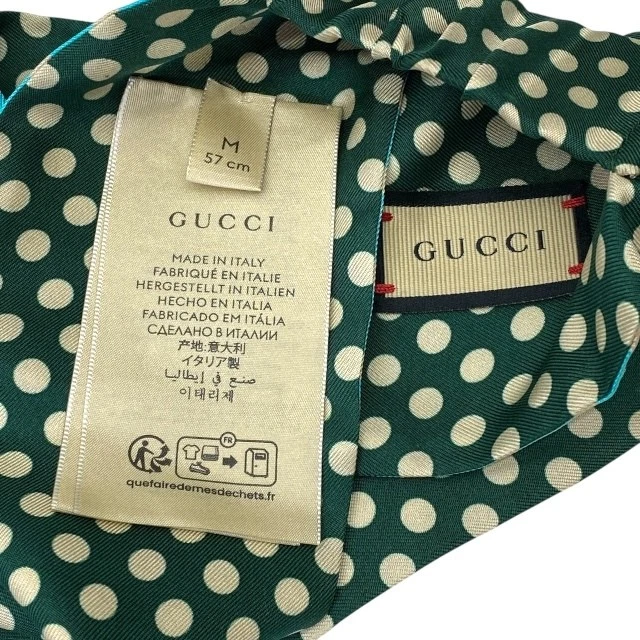 M
57 cm
GUCCI
MADE IN ITALY
FABRIQUÉ EN ITALIE
HERGESTELLT IN ITALIEN
HECHO EN ITALIA
FABRICADO EM ITÁLIA
СДЕЛАНО В ИТАЛИИ
产地:意大利
イタリア製
صنع في إيطاليا
이태리제
FR
quefairedemesdechets.fr
GUCCI